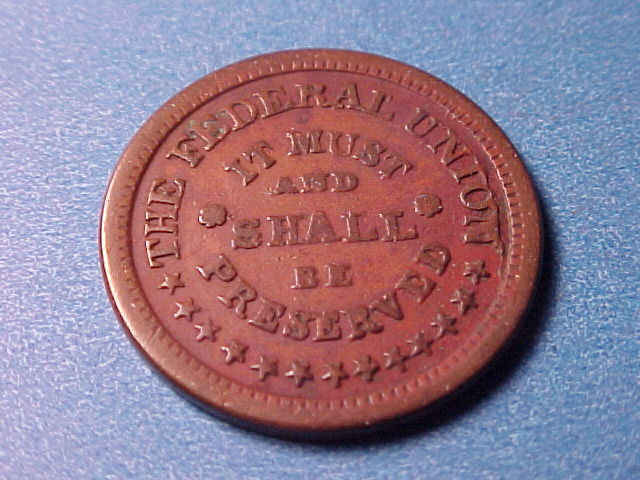 THE FEDERAL UNION
IT MUST
AND
SHALL
BE
PRESERVED